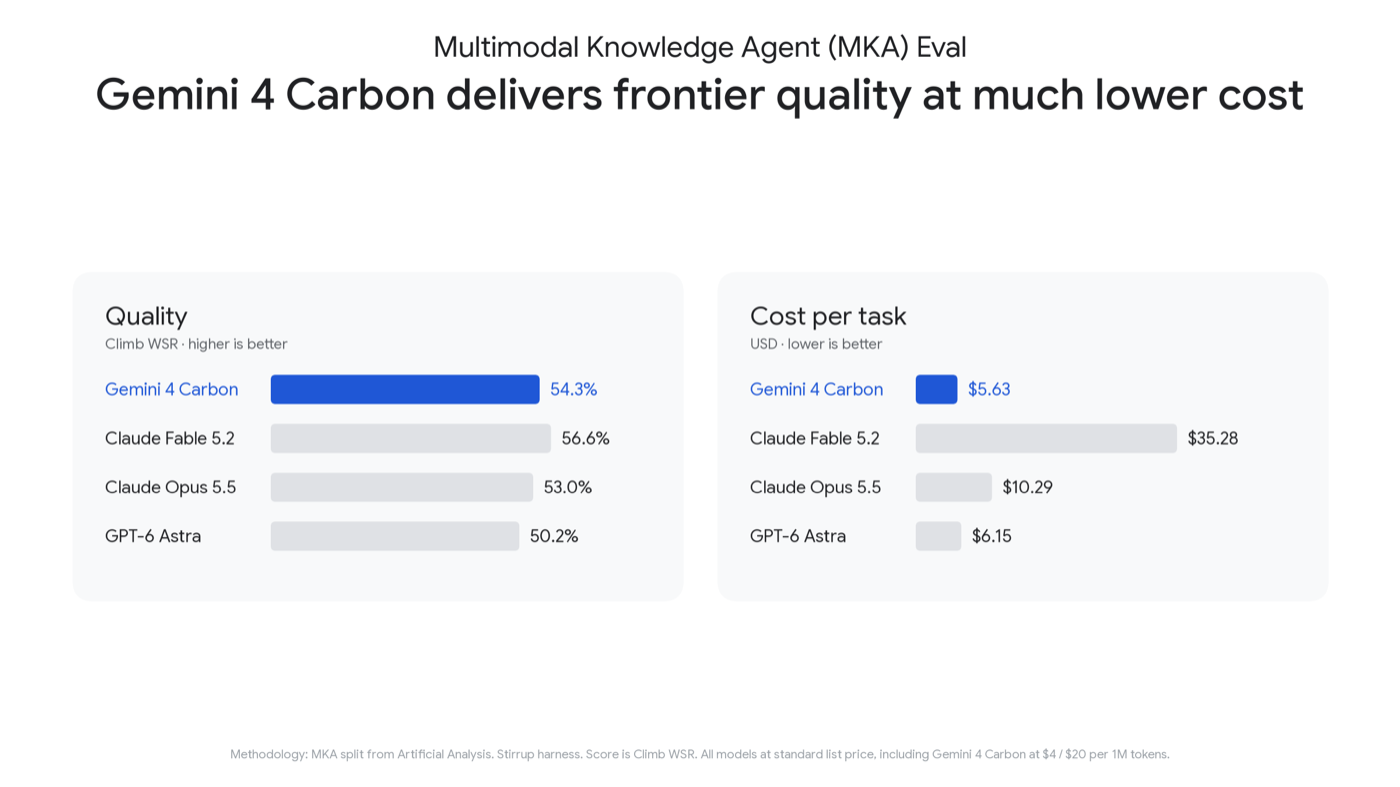 Multimodal Knowledge Agent (MKA) Eval
Gemini 4 Carbon delivers frontier quality at much lower cost
Quality
Climb WSR · higher is better
Gemini 4 Carbon 54.3%
Claude Fable 5.2 56.6%
Claude Opus 5.5 53.0%
GPT-6 Astra 50.2%
Cost per task
USD · lower is better
Gemini 4 Carbon $5.63
Claude Fable 5.2 $35.28
Claude Opus 5.5 $10.29
GPT-6 Astra $6.15
Methodology: MKA split from Artificial Analysis. Stirrup harness. Score is Climb WSR. All models at standard list price, including Gemini 4 Carbon at $4 / $20 per 1M tokens.